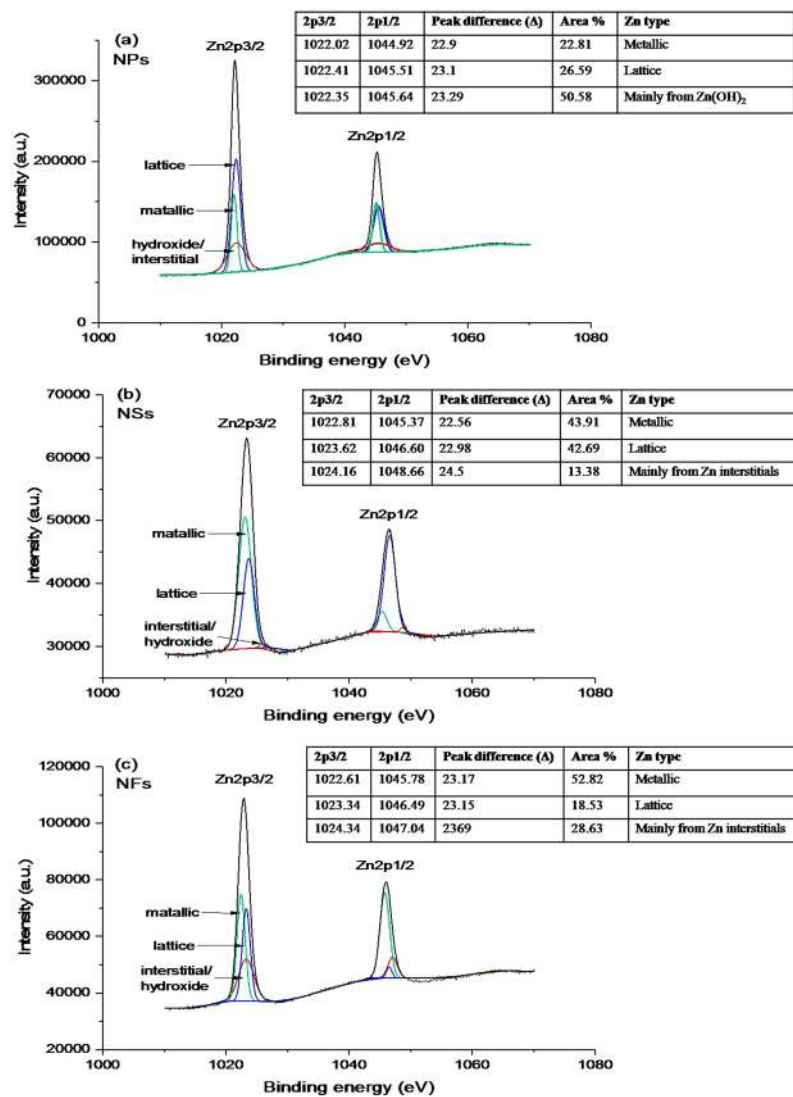 (a)
NPs
2p3/2 2p1/2 Peak difference (Δ) Area % Zn type
1022.02 1044.92 22.9 22.81 Metallic
1022.41 1045.51 23.1 26.59 Lattice
1022.35 1045.64 23.29 50.58 Mainly from Zn(OH)2
Zn2p3/2
Zn2p1/2
lattice
matallic
hydroxide/
interstitial
Intensity (a.u.)
300000
200000
100000
0
1000 1020 1040 1060 1080
Binding energy (eV)
(b)
NSs
2p3/2 2p1/2 Peak difference (Δ) Area % Zn type
1022.81 1045.37 22.56 43.91 Metallic
1023.62 1046.60 22.98 42.69 Lattice
1024.16 1048.66 24.5 13.38 Mainly from Zn interstitials
Zn2p3/2
Zn2p1/2
matallic
lattice
interstitial/
hydroxide
Intensity (a.u.)
70000
60000
50000
40000
30000
1000 1020 1040 1060 1080
Binding energy (eV)
(c)
NFs
2p3/2 2p1/2 Peak difference (Δ) Area % Zn type
1022.61 1045.78 23.17 52.82 Metallic
1023.34 1046.49 23.15 18.53 Lattice
1024.34 1047.04 2369 28.63 Mainly from Zn interstitials
Zn2p3/2
Zn2p1/2
matallic
lattice
interstitial/
hydroxide
Intensity (a.u.)
120000
100000
80000
60000
40000
20000
1000 1020 1040 1060 1080
Binding energy (eV)